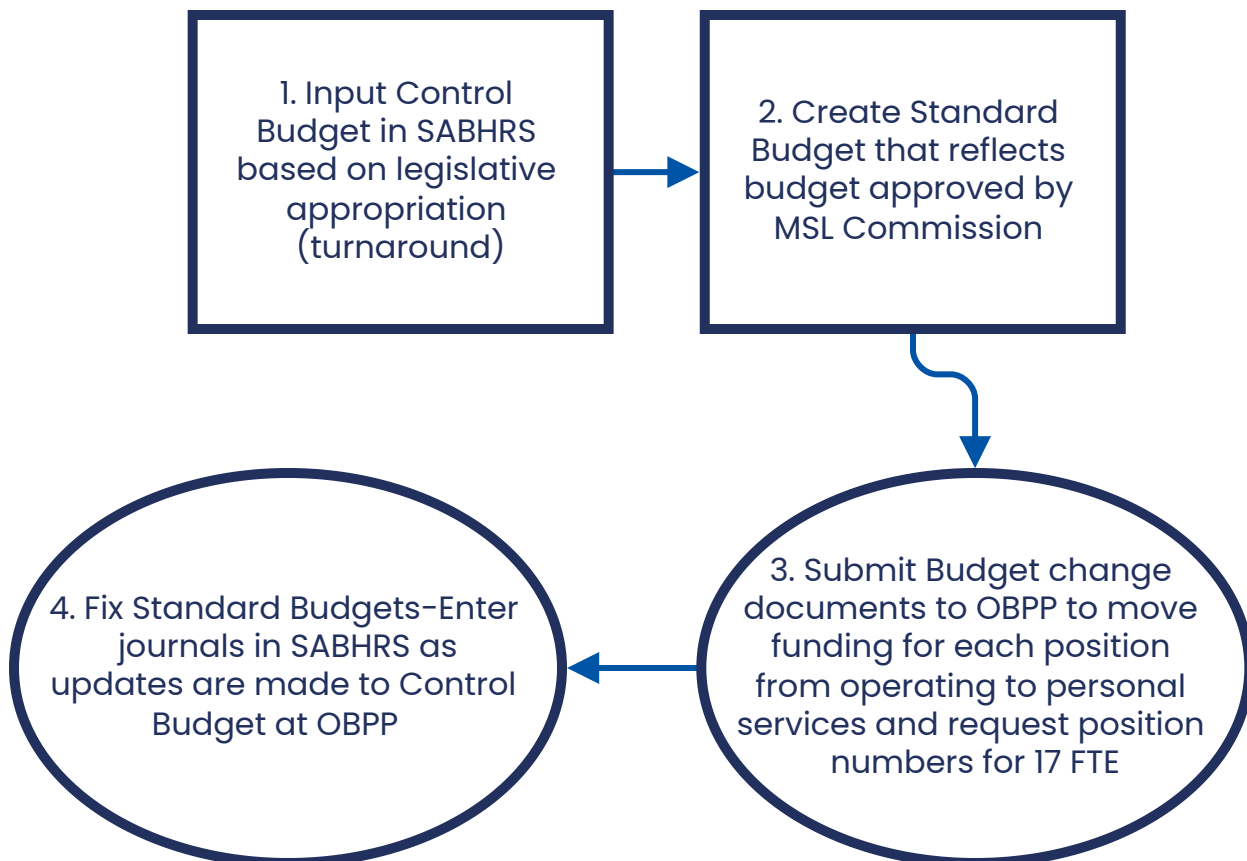 1. Input Control
Budget in SABHRS
based on legislative
appropriation
(turnaround)
2. Create Standard
Budget that reflects
budget approved by
MSL Commission
3. Submit Budget change
documents to OBPP to move
funding for each position
from operating to personal
services and request position
numbers for 17 FTE
4. Fix Standard Budgets-Enter
journals in SABHRS as
updates are made to Control
Budget at OBPP